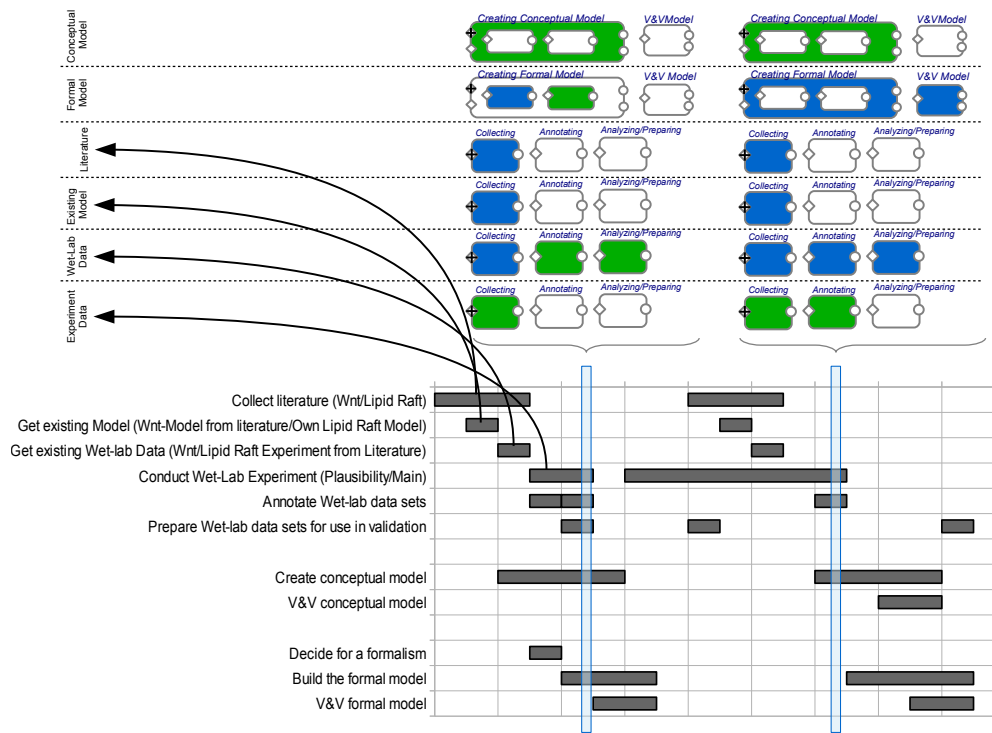 Conceptual
Model
Creating Conceptual Model
V&VModel
Creating Conceptual Model
V&VModel
Formal
Model
Creating Formal Model
V&V Model
Creating Formal Model
V&V Model
Literature
Collecting
Annotating
Analyzing/Preparing
Collecting
Annotating
Analyzing/Preparing
Existing
Model
Collecting
Annotating
Analyzing/Preparing
Collecting
Annotating
Analyzing/Preparing
Wet-Lab
Data
Collecting
Annotating
Analyzing/Preparing
Collecting
Annotating
Analyzing/Preparing
Experiment
Data
Collecting
Annotating
Analyzing/Preparing
Collecting
Annotating
Analyzing/Preparing
Collect literature (Wnt/Lipid Raft)
Get existing Model (Wnt-Model from literature/Own Lipid Raft Model)
Get existing Wet-lab Data (Wnt/Lipid Raft Experiment from Literature)
Conduct Wet-Lab Experiment (Plausibility/Main)
Annotate Wet-lab data sets
Prepare Wet-lab data sets for use in validation
Create conceptual model
V&V conceptual model
Decide for a formalism
Build the formal model
V&V formal model